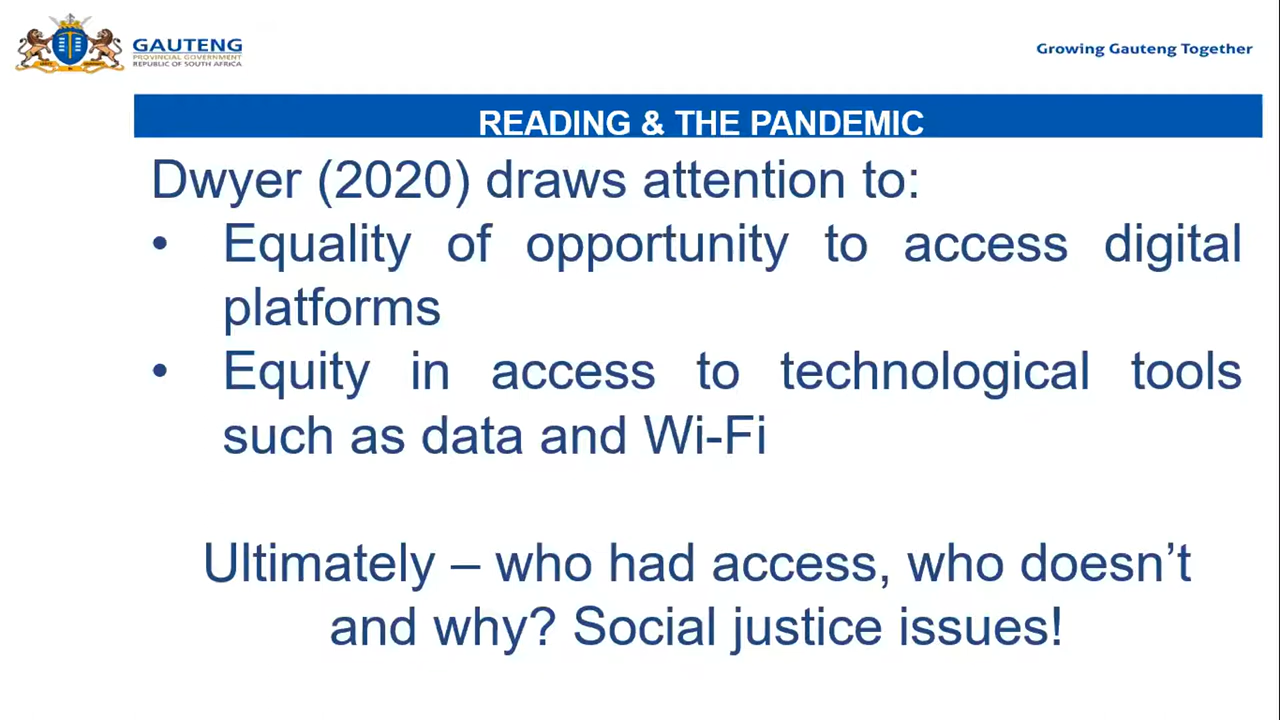 GAUTENG
PROVINCIAL GOVERNMENT
REPUBLIC OF SOUTH AFRICA
Growing Gauteng Together
READING & THE PANDEMIC
Dwyer (2020) draws attention to:
• Equality of opportunity to access digital
platforms
• Equity in access to technological tools
such as data and Wi-Fi
Ultimately – who had access, who doesn’t
and why? Social justice issues!